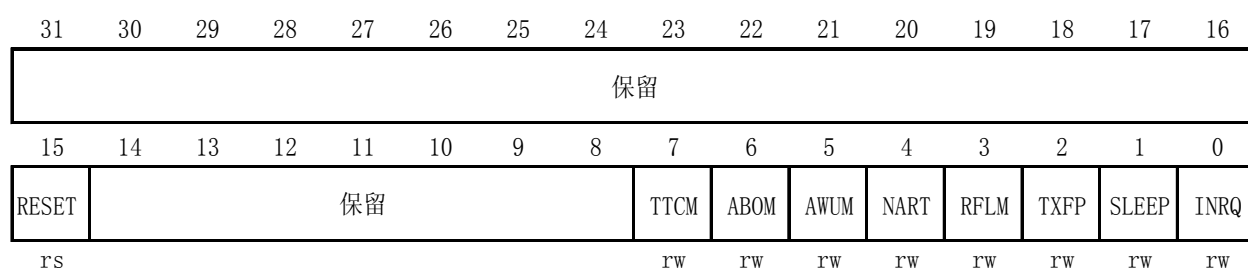 31 30 29 28 27 26 25 24 23 22 21 20 19 18 17 16
保留
15 14 13 12 11 10 9 8 7 6 5 4 3 2 1 0
RESET 保留 TTCM ABOM AWUM NART RFLM TXFP SLEEP INRQ
rs rw rw rw rw rw rw rw rw